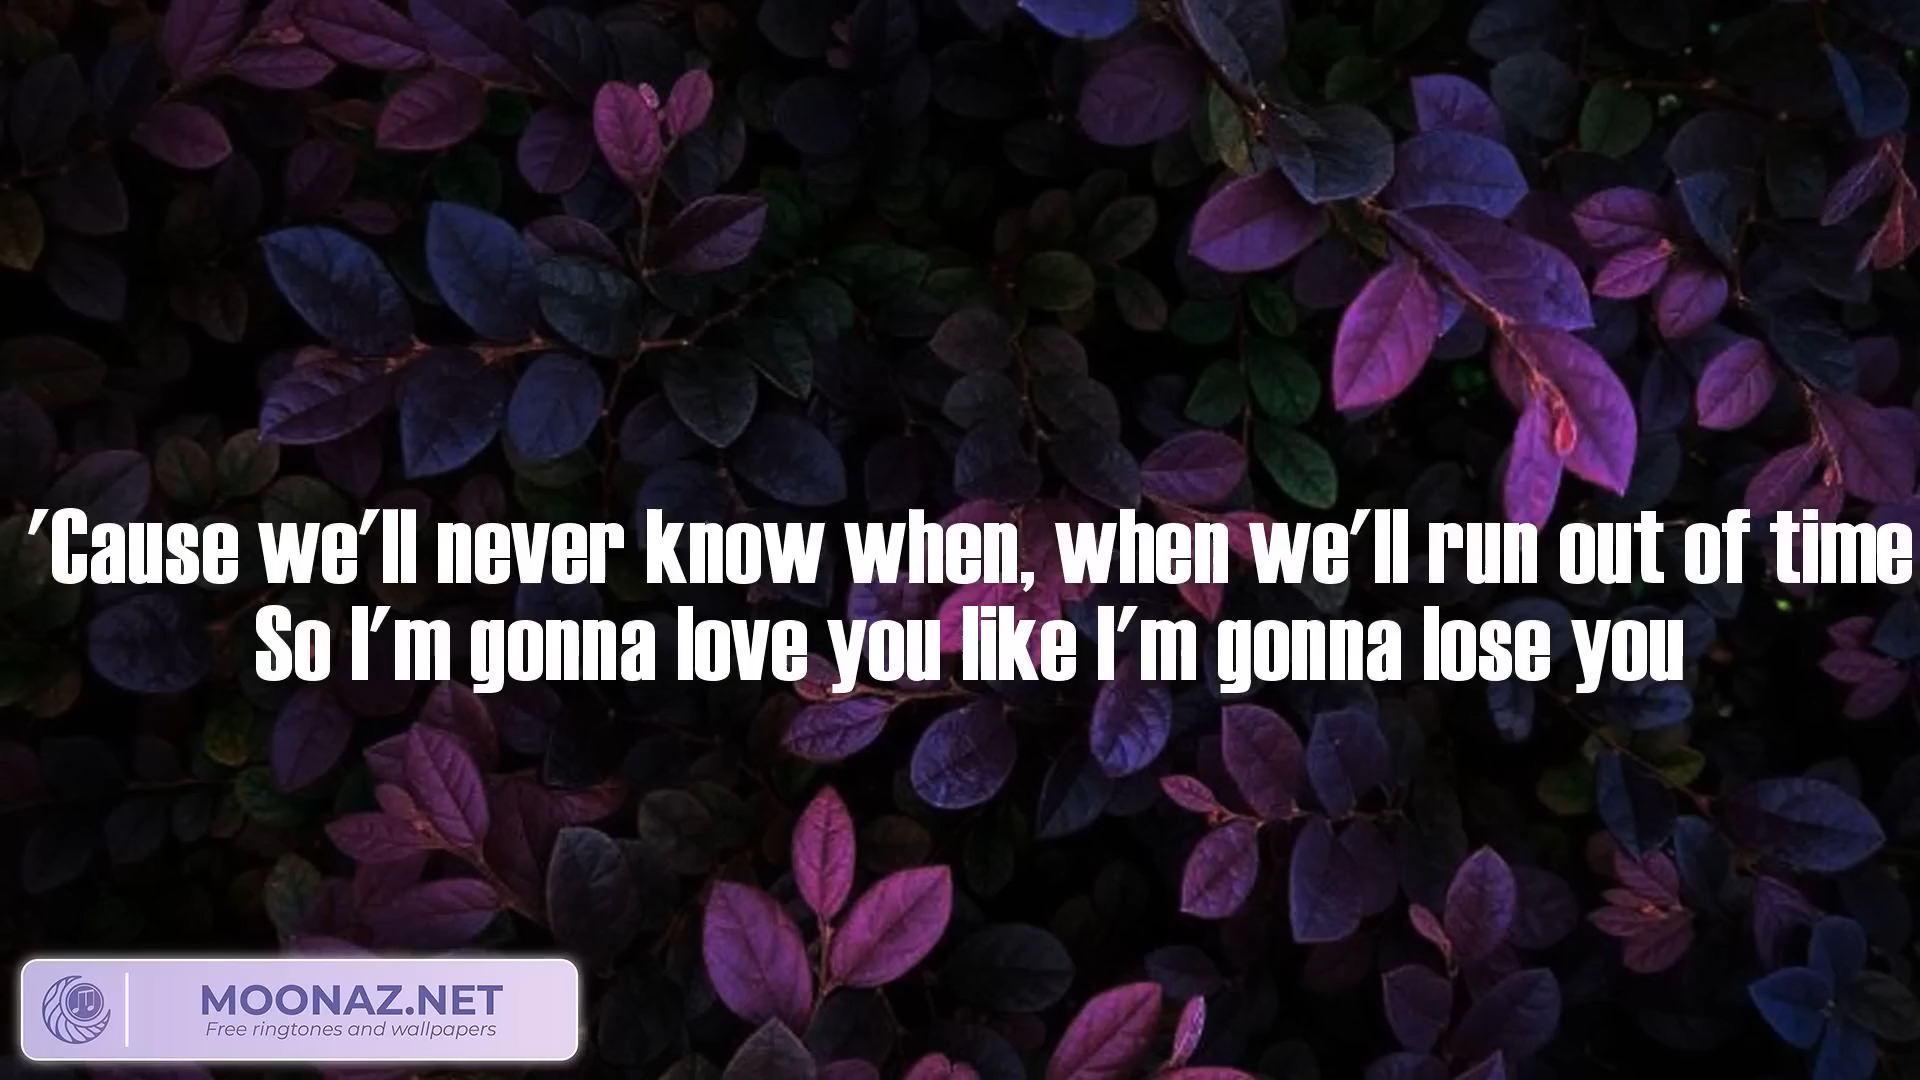 'Cause we'll never know when, when we'll run out of time
So I'm gonna love you like I'm gonna lose you
MOONAZ.NET
Free ringtones and wallpapers